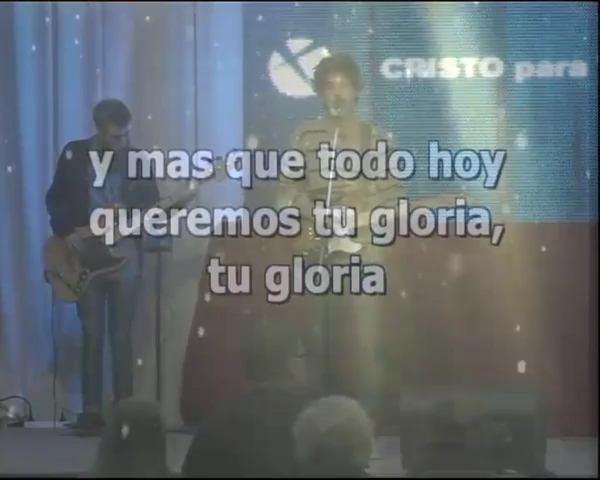 CRISTO para
y mas que todo hoy
queremos tu gloria,
tu gloria